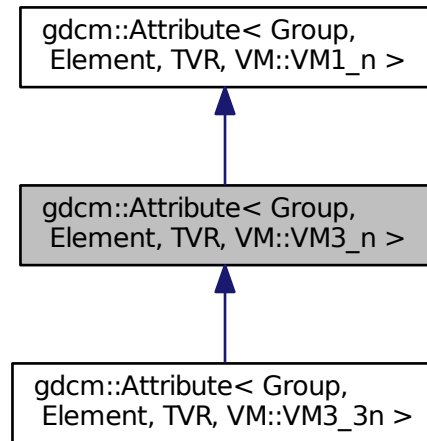 gdcm::Attribute< Group,
Element, TVR, VM::VM1_n >
gdcm::Attribute< Group,
Element, TVR, VM::VM3_n >
gdcm::Attribute< Group,
Element, TVR, VM::VM3_3n >